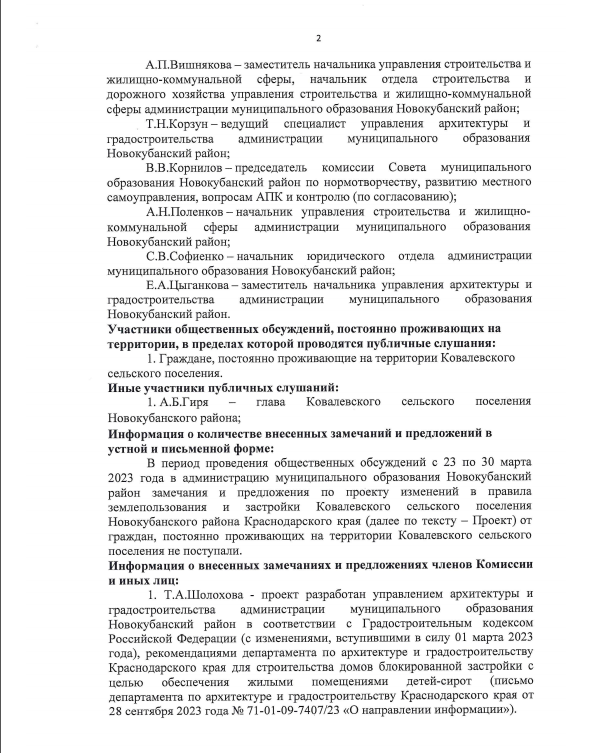 2
А.П.Вишнякова – заместитель начальника управления строительства и
жилищно-коммунальной сферы, начальник отдела строительства и
дорожного хозяйства управления строительства и жилищно-коммунальной
сферы администрации муниципального образования Новокубанский район;
Т.Н.Корзун – ведущий специалист управления архитектуры и
градостроительства администрации муниципального образования
Новокубанский район;
В.В.Корнилов – председатель комиссии Совета муниципального
образования Новокубанский район по нормотворчеству, развитию местного
самоуправления, вопросам АПК и контролю (по согласованию);
А.Н.Поленков – начальник управления строительства и жилищно-
коммунальной сферы администрации муниципального образования
Новокубанский район;
С.В.Софиенко – начальник юридического отдела администрации
муниципального образования Новокубанский район;
Е.А.Цыганкова – заместитель начальника управления архитектуры и
градостроительства администрации муниципального образования
Новокубанский район.
Участники общественных обсуждений, постоянно проживающих на
территории, в пределах которой проводятся публичные слушания:
1. Граждане, постоянно проживающие на территории Ковалевского
сельского поселения.
Иные участники публичных слушаний:
1. А.Б.Гиря – глава Ковалевского сельского поселения
Новокубанского района;
Информация о количестве внесенных замечаний и предложений в
устной и письменной форме:
В период проведения общественных обсуждений с 23 по 30 марта
2023 года в администрацию муниципального образования Новокубанский
район замечания и предложения по проекту изменений в правила
землепользования и застройки Ковалевского сельского поселения
Новокубанского района Краснодарского края (далее по тексту – Проект) от
граждан, постоянно проживающих на территории Ковалевского сельского
поселения не поступали.
Информация о внесенных замечаниях и предложениях членов Комиссии
и иных лиц:
1. Т.А.Шолохова - проект разработан управлением архитектуры и
градостроительства администрации муниципального образования
Новокубанский район в соответствии с Градостроительным кодексом
Российской Федерации (с изменениями, вступившими в силу 01 марта 2023
года), рекомендациями департамента по архитектуре и градостроительству
Краснодарского края для строительства домов блокированной застройки с
целью обеспечения жилыми помещениями детей-сирот (письмо
департамента по архитектуре и градостроительству Краснодарского края от
28 сентября 2023 года № 71-01-09-7407/23 «О направлении информации»).